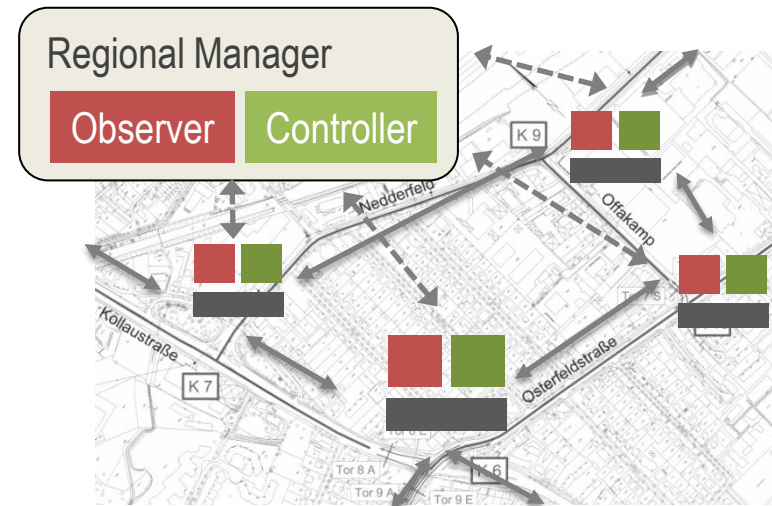 Regional Manager
Observer
Controller
K 9
Nedderfeld
Offakamp
Kollaustraße
Osterfeldstraße
K 7
Tor 8 A
K 6
Tor 9 A
Tor 9 E